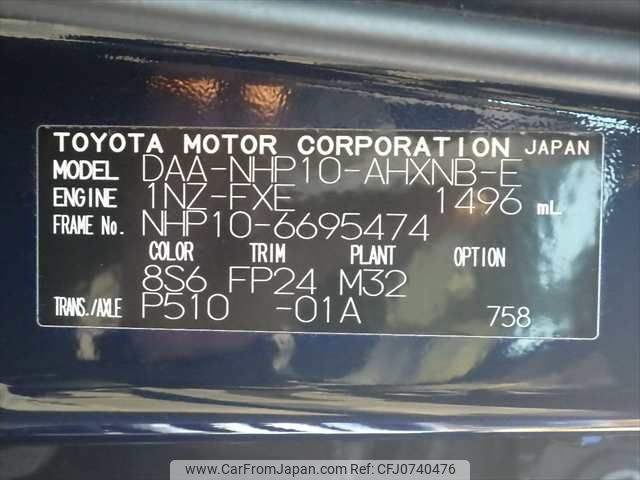 TOYOTA MOTOR CORPORATION JAPAN
MODEL DAA-NHP10-AHXNB-E
ENGINE 1NZ-FXE 1496 mL
FRAME No. NHP10-6695474
COLOR TRIM PLANT OPTION
8S6 FP24 M32
TRANS./AXLE P510 -01A 758
www.CarFromJapan.com - Ref ID: CFJ0740476